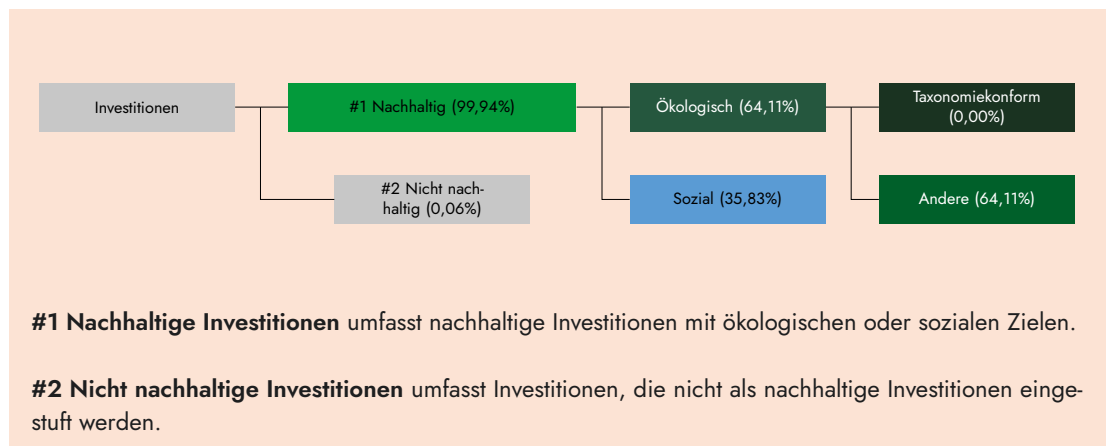 Investitionen
#1 Nachhaltig (99,94%)
Ökologisch (64,11%)
Taxonomiekonform
(0,00%)
#2 Nicht nach-
haltig (0,06%)
Sozial (35,83%)
Andere (64,11%)
#1 Nachhaltige Investitionen umfasst nachhaltige Investitionen mit ökologischen oder sozialen Zielen.
#2 Nicht nachhaltige Investitionen umfasst Investitionen, die nicht als nachhaltige Investitionen einge-
stuft werden.